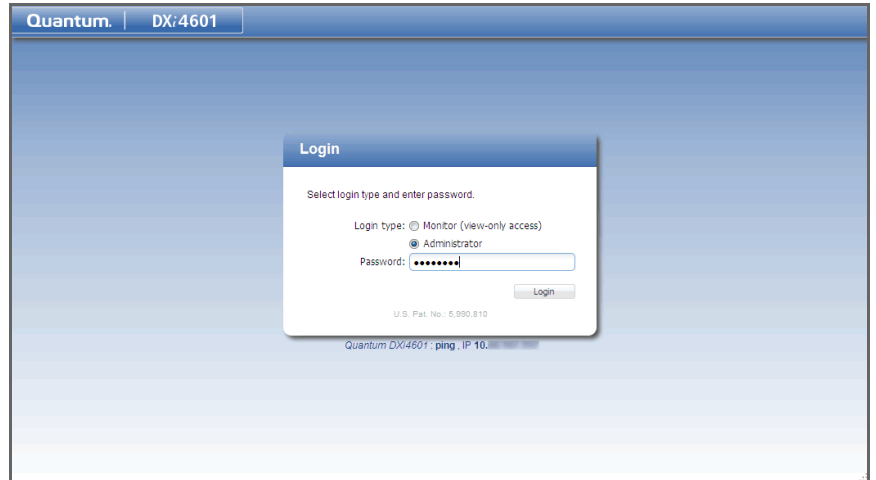 Quantum. DXi4601
Login
Select login type and enter password.
Login type: Monitor (view-only access)
Administrator
Password: ••••••••
Login
U.S. Pat. No.: 5,990,810
Quantum DXi4601 : ping , IP 10.